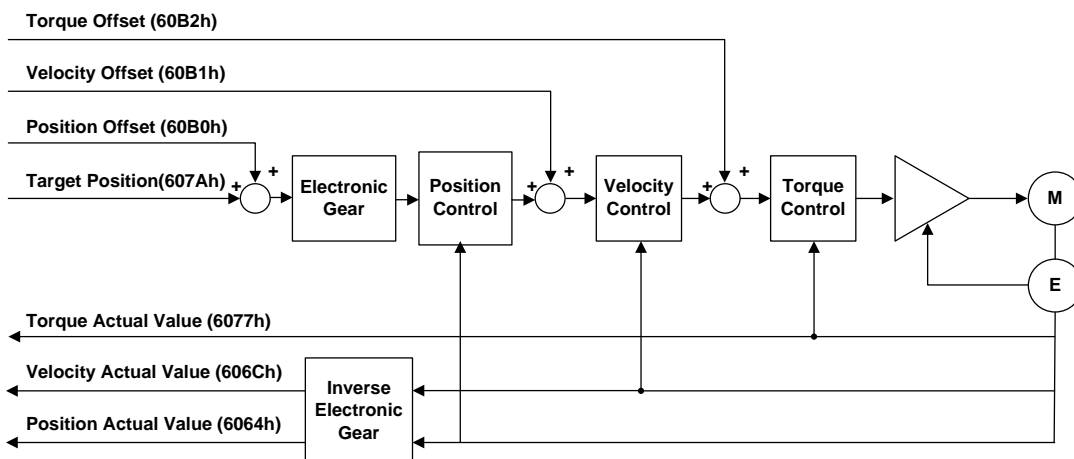 Torque Offset (60B2h)
Velocity Offset (60B1h)
Position Offset (60B0h)
Target Position(607Ah)
+
+
Electronic
Gear
Position
Control
+
+
Velocity
Control
+
+
Torque
Control
M
E
Torque Actual Value (6077h)
Velocity Actual Value (606Ch)
Position Actual Value (6064h)
Inverse
Electronic
Gear